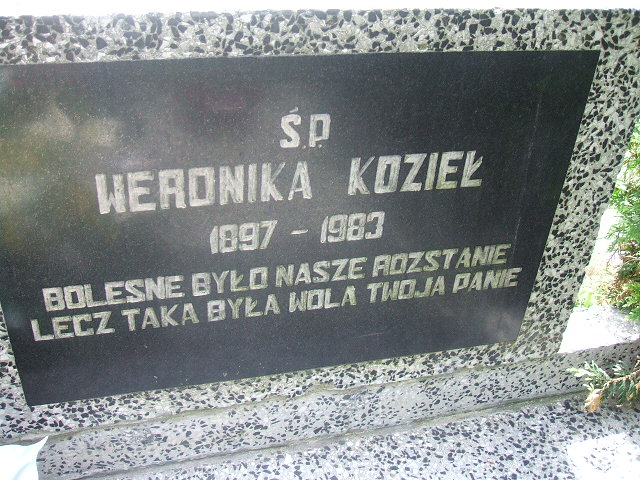 Ś.P.
WERONIKA KOZIEŁ
1897 - 1983
BOLESNE BYŁO NASZE ROZSTANIE
LECZ TAKA BYŁA WOLA TWOJA PANIE